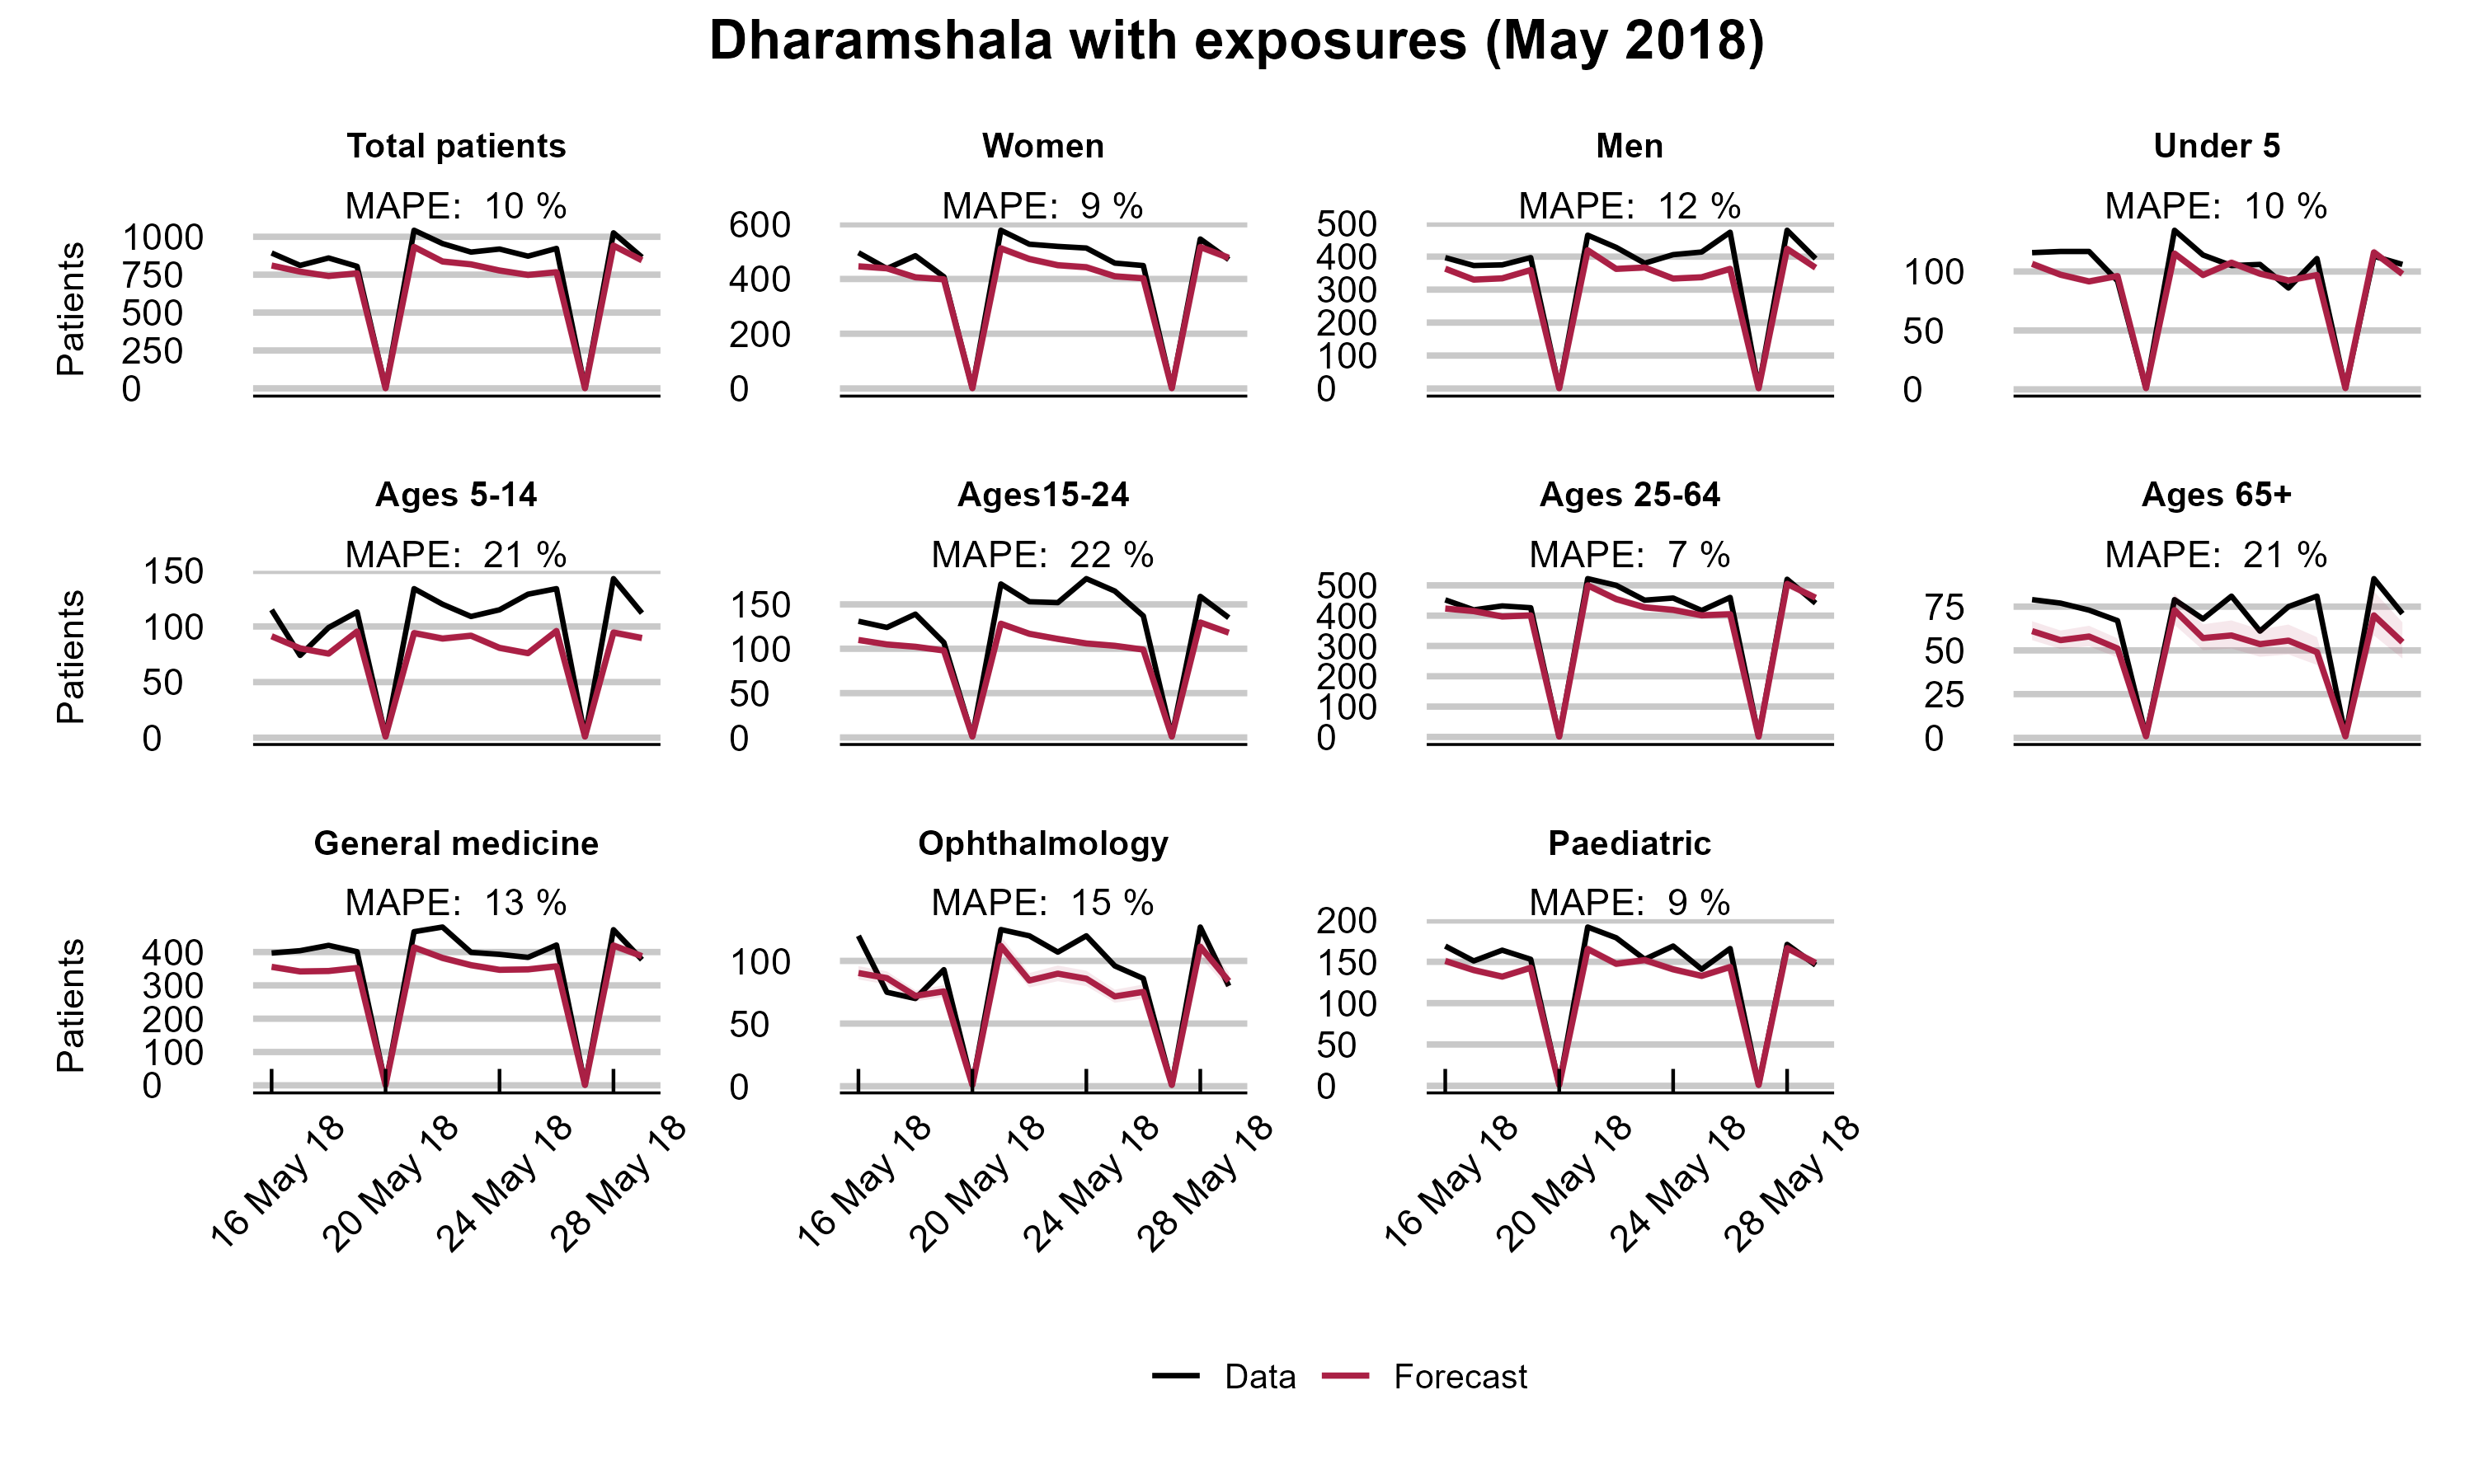 Dharamshala with exposures (May 2018)
Total patients
MAPE:  10 %
Patients
1000
750
500
250
0
Women
MAPE:  9 %
600
400
200
0
Men
MAPE:  12 %
500
400
300
200
100
0
Under 5
MAPE:  10 %
100
50
0
Ages 5-14
MAPE:  21 %
Patients
150
100
50
0
Ages15-24
MAPE:  22 %
150
100
50
0
Ages 25-64
MAPE:  7 %
500
400
300
200
100
0
Ages 65+
MAPE:  21 %
75
50
25
0
General medicine
MAPE:  13 %
Patients
400
300
200
100
0
16 May 18
20 May 18
24 May 18
28 May 18
Ophthalmology
MAPE:  15 %
100
50
0
16 May 18
20 May 18
24 May 18
28 May 18
Paediatric
MAPE:  9 %
200
150
100
50
0
16 May 18
20 May 18
24 May 18
28 May 18
Data
Forecast